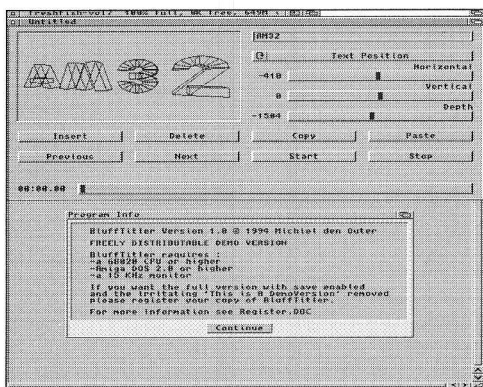 Freshfish-vol7 100% full, 0K free, 649M
Untitled
AM32
AM32
Text Position
Horizontal
-410
Vertical
0
Depth
-1504
Insert Delete Copy Paste
Previous Next Start Stop
00:00.00
Program Info
BluffTitler Version 1.0 © 1994 Michiel den Outer
FREELY DISTRIBUTABLE DEMO VERSION
BluffTitler requires :
-a 68020 CPU or higher
-Amiga DOS 2.0 or higher
-a 15 KHz monitor
If you want the full version with save enabled
and the irritating 'This is A DemoVersion' removed
please register your copy of BluffTitler.
For more information see Register.DOC
Continue